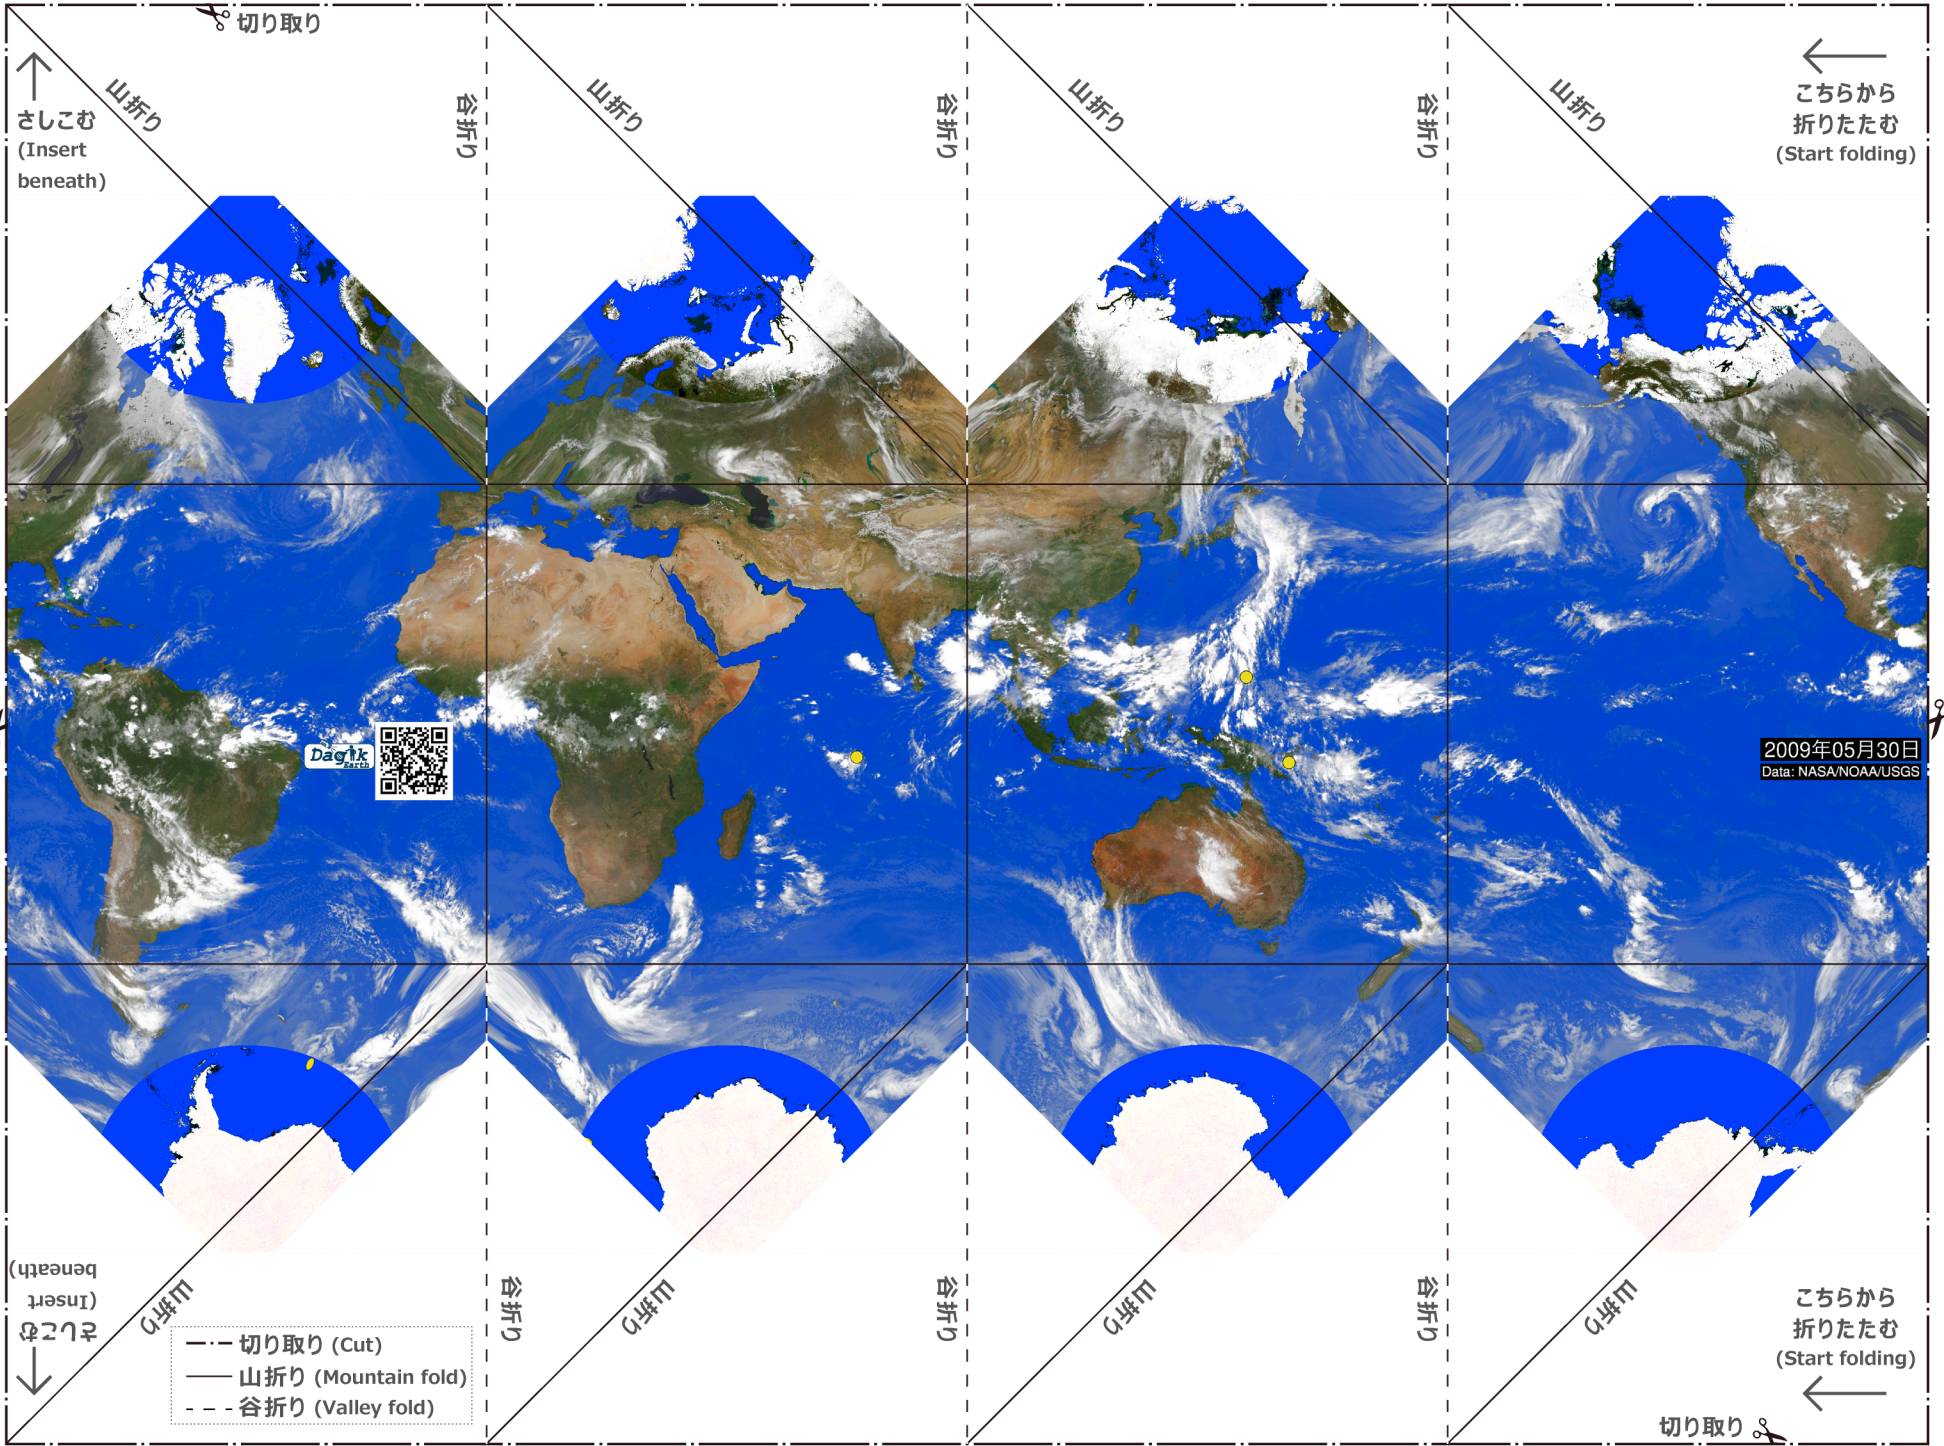 切り取り
山折り
谷折り
山折り
谷折り
山折り
谷折り
山折り
こちらから
折りたたむ
(Start folding)
さしこむ
(Insert
beneath)
Dagik
Earth
2009年05月30日
Data: NASA/NOAA/USGS
さしこむ
(Insert
beneath)
山折り
谷折り
山折り
谷折り
山折り
谷折り
山折り
こちらから
折りたたむ
(Start folding)
切り取り (Cut)
山折り (Mountain fold)
谷折り (Valley fold)
切り取り